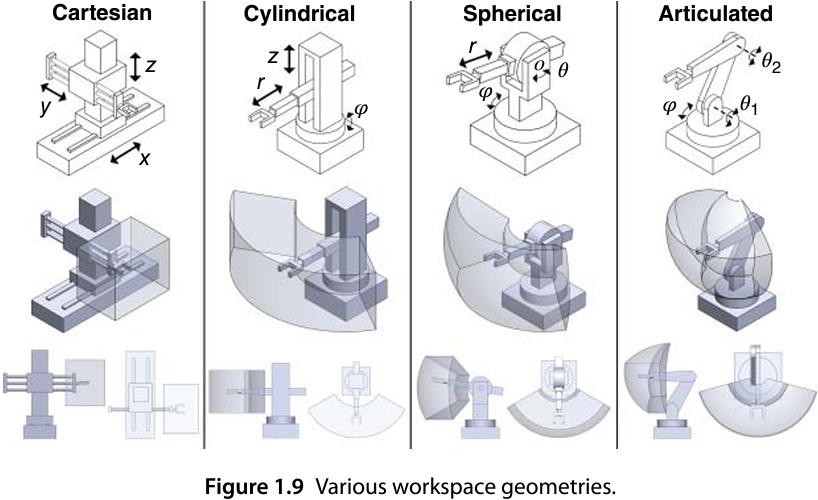 Cartesian
Cylindrical
Spherical
Articulated
z
y
x
z
r
φ
r
o
θ
φ
θ2
φ
θ1
Figure 1.9 Various workspace geometries.